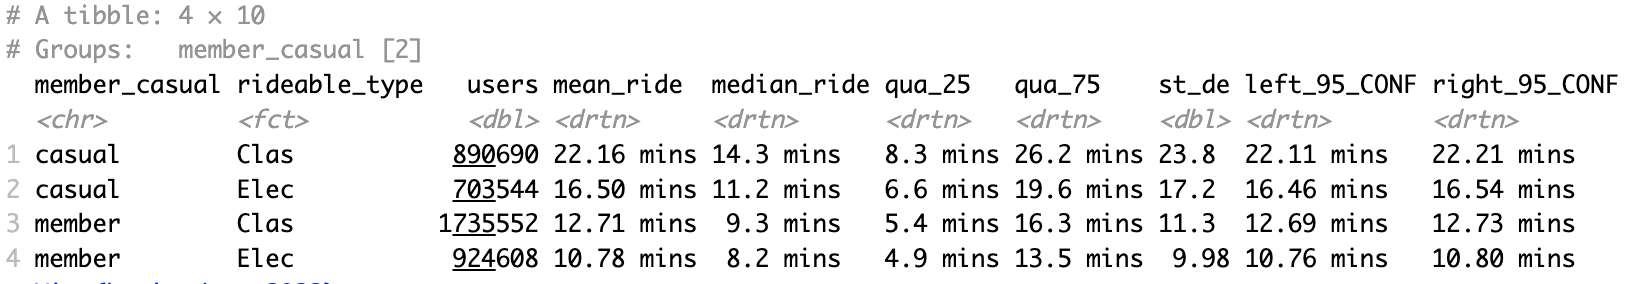 # A tibble: 4 × 10
# Groups:   member_casual [2]
member_casual rideable_type   users mean_ride  median_ride qua_25   qua_75    st_de left_95_CONF right_95_CONF
<chr>         <fct>           <dbl> <drtn>     <drtn>      <drtn>   <drtn>    <dbl> <drtn>       <drtn>
1 casual        Clas           890690 22.16 mins 14.3 mins   8.3 mins 26.2 mins 23.8  22.11 mins   22.21 mins
2 casual        Elec           703544 16.50 mins 11.2 mins   6.6 mins 19.6 mins 17.2  16.46 mins   16.54 mins
3 member        Clas          1735552 12.71 mins  9.3 mins   5.4 mins 16.3 mins 11.3  12.69 mins   12.73 mins
4 member        Elec           924608 10.78 mins  8.2 mins   4.9 mins 13.5 mins  9.98 10.76 mins   10.80 mins